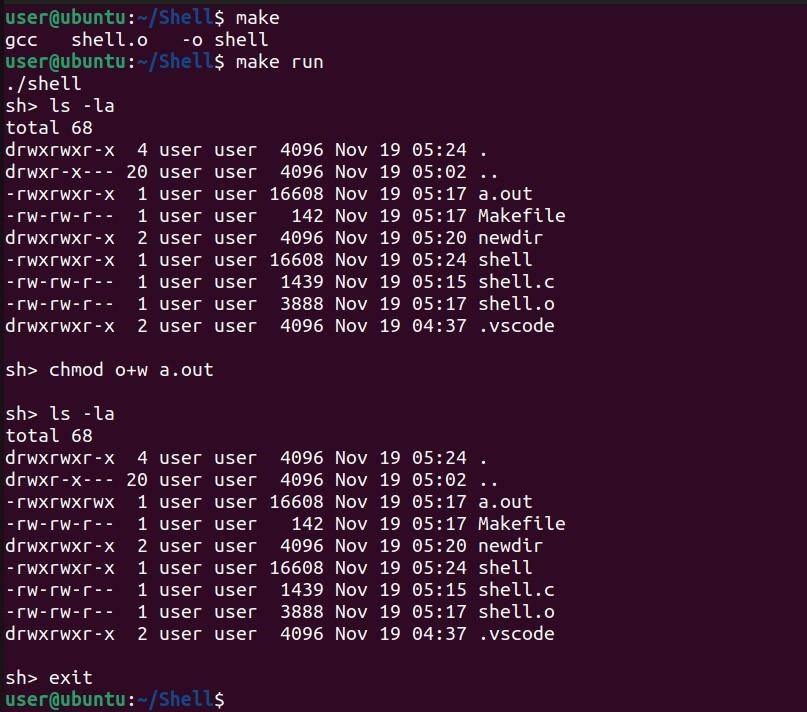 user@ubuntu:~/Shell$ make
gcc   shell.o   -o shell
user@ubuntu:~/Shell$ make run
./shell
sh> ls -la
total 68
drwxrwxr-x  4 user user  4096 Nov 19 05:24 .
drwxr-x--- 20 user user  4096 Nov 19 05:02 ..
-rwxrwxr-x  1 user user 16608 Nov 19 05:17 a.out
-rw-rw-r--  1 user user   142 Nov 19 05:17 Makefile
drwxrwxr-x  2 user user  4096 Nov 19 05:20 newdir
-rwxrwxr-x  1 user user 16608 Nov 19 05:24 shell
-rw-rw-r--  1 user user  1439 Nov 19 05:15 shell.c
-rw-rw-r--  1 user user  3888 Nov 19 05:17 shell.o
drwxrwxr-x  2 user user  4096 Nov 19 04:37 .vscode
sh> chmod o+w a.out
sh> ls -la
total 68
drwxrwxr-x  4 user user  4096 Nov 19 05:24 .
drwxr-x--- 20 user user  4096 Nov 19 05:02 ..
-rwxrwxrwx  1 user user 16608 Nov 19 05:17 a.out
-rw-rw-r--  1 user user   142 Nov 19 05:17 Makefile
drwxrwxr-x  2 user user  4096 Nov 19 05:20 newdir
-rwxrwxr-x  1 user user 16608 Nov 19 05:24 shell
-rw-rw-r--  1 user user  1439 Nov 19 05:15 shell.c
-rw-rw-r--  1 user user  3888 Nov 19 05:17 shell.o
drwxrwxr-x  2 user user  4096 Nov 19 04:37 .vscode
sh> exit
user@ubuntu:~/Shell$